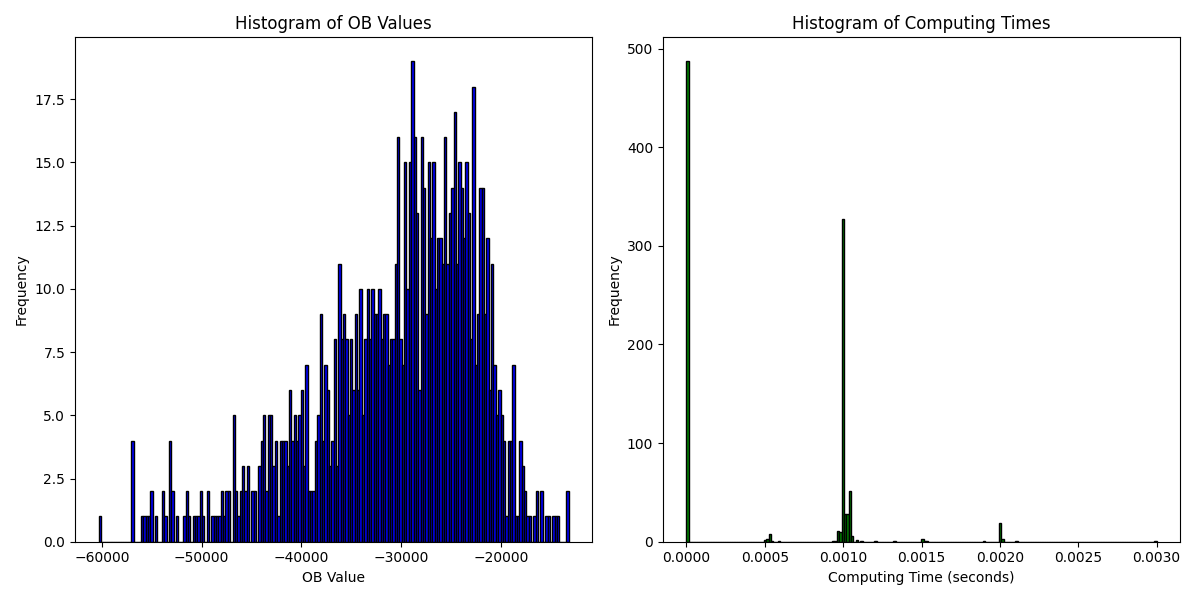 Histogram of OB Values
Frequency
17.5
15.0
12.5
10.0
7.5
5.0
2.5
0.0
−60000 −50000 −40000 −30000 −20000
OB Value
Histogram of Computing Times
Frequency
500
400
300
200
100
0
0.0000 0.0005 0.0010 0.0015 0.0020 0.0025 0.0030
Computing Time (seconds)